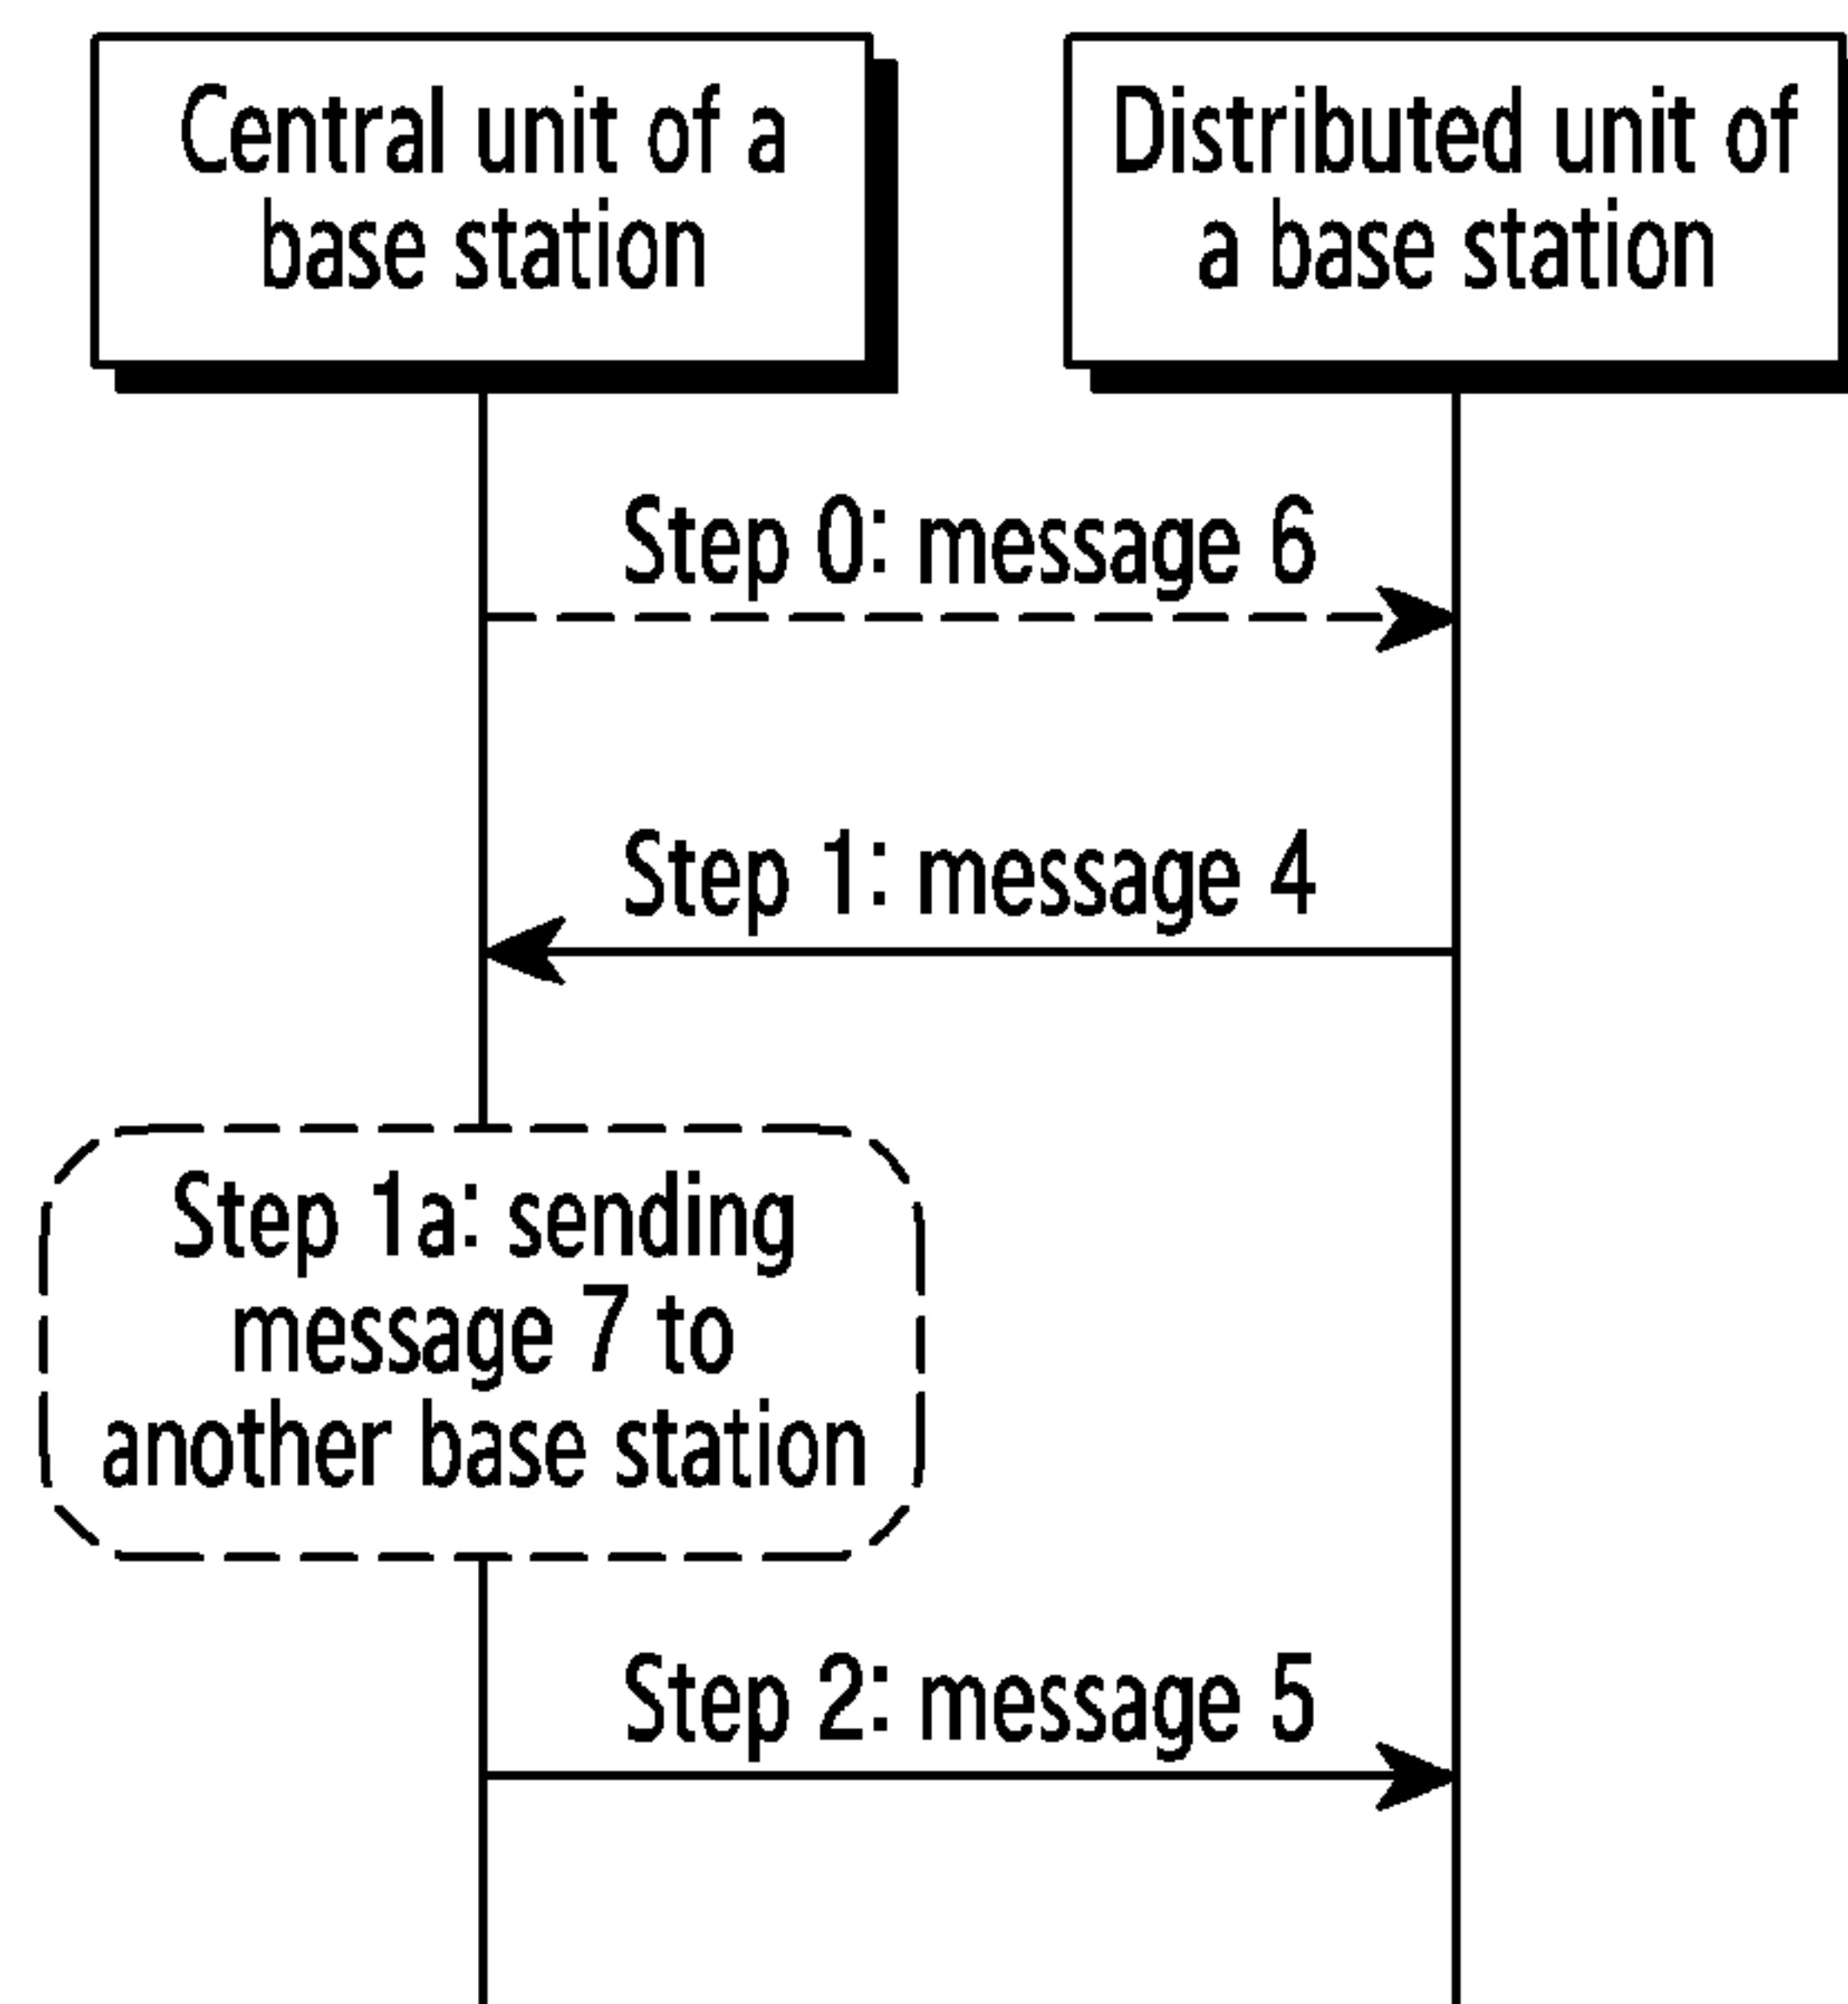 Central unit of a
base station
Distributed unit of
a base station
Step 0: message 6
Step 1: message 4
Step 1a: sending
message 7 to
another base station
Step 2: message 5